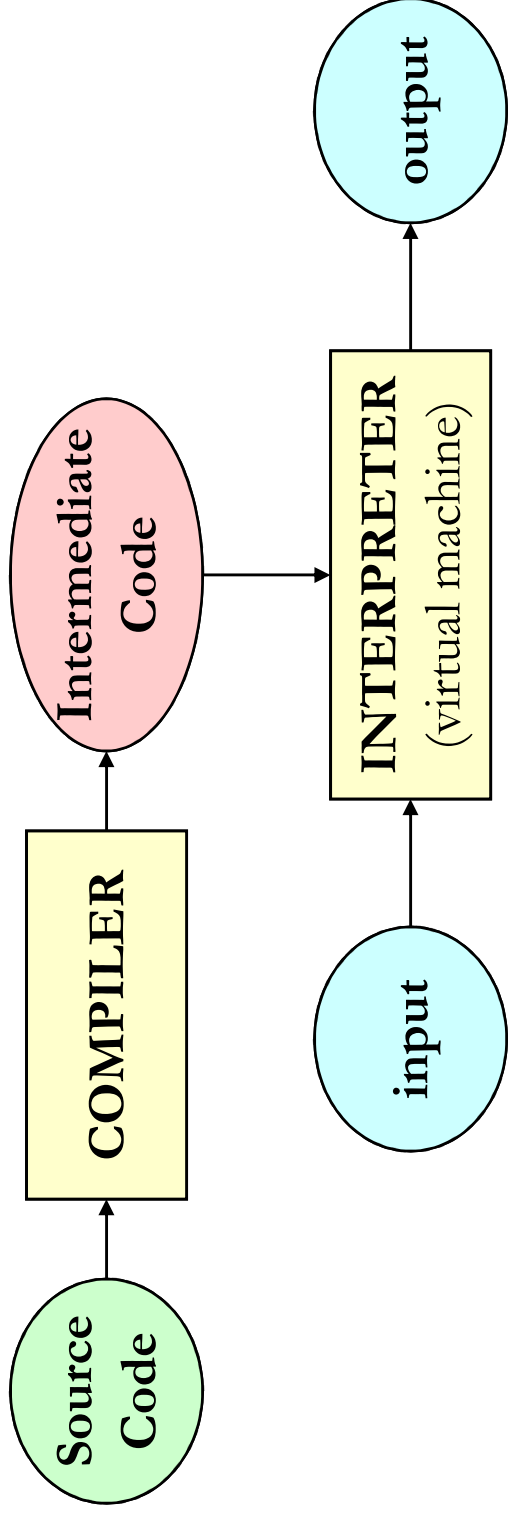 Source
Code
COMPILER
Intermediate
Code
input
INTERPRETER
(virtual machine)
output